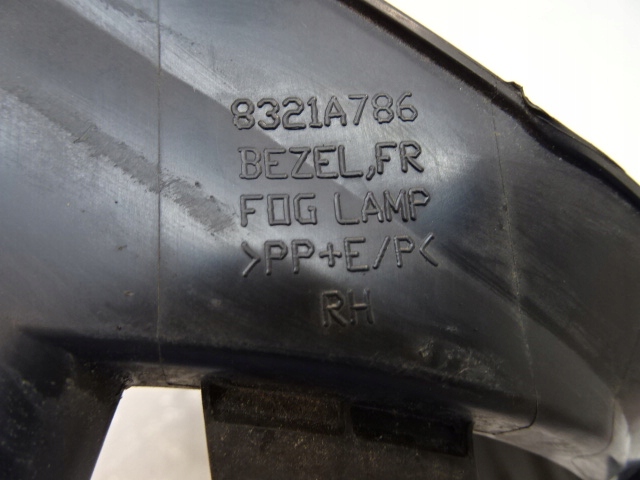 8321A786
BEZEL,FR
FOG LAMP
>PP+E/P<
RH